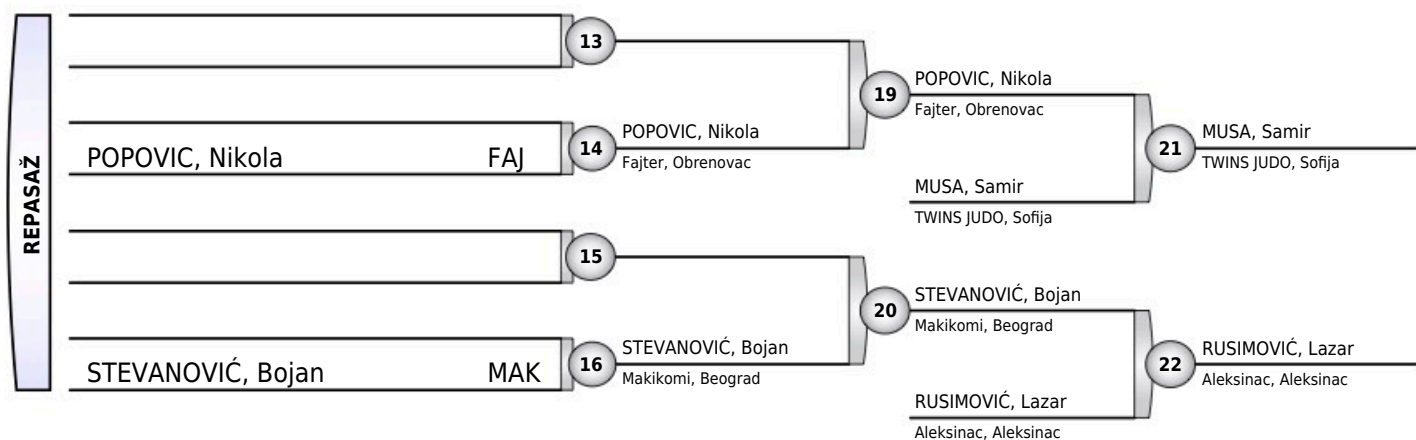 REPASAŽ
13
POPOVIC, Nikola FAJ
14
POPOVIC, Nikola
Fajter, Obrenovac
19
POPOVIC, Nikola
Fajter, Obrenovac
MUSA, Samir
TWINS JUDO, Sofija
21
MUSA, Samir
TWINS JUDO, Sofija
15
STEVANOVIĆ, Bojan MAK
16
STEVANOVIĆ, Bojan
Makikomi, Beograd
20
STEVANOVIĆ, Bojan
Makikomi, Beograd
RUSIMOVIĆ, Lazar
Aleksinac, Aleksinac
22
RUSIMOVIĆ, Lazar
Aleksinac, Aleksinac